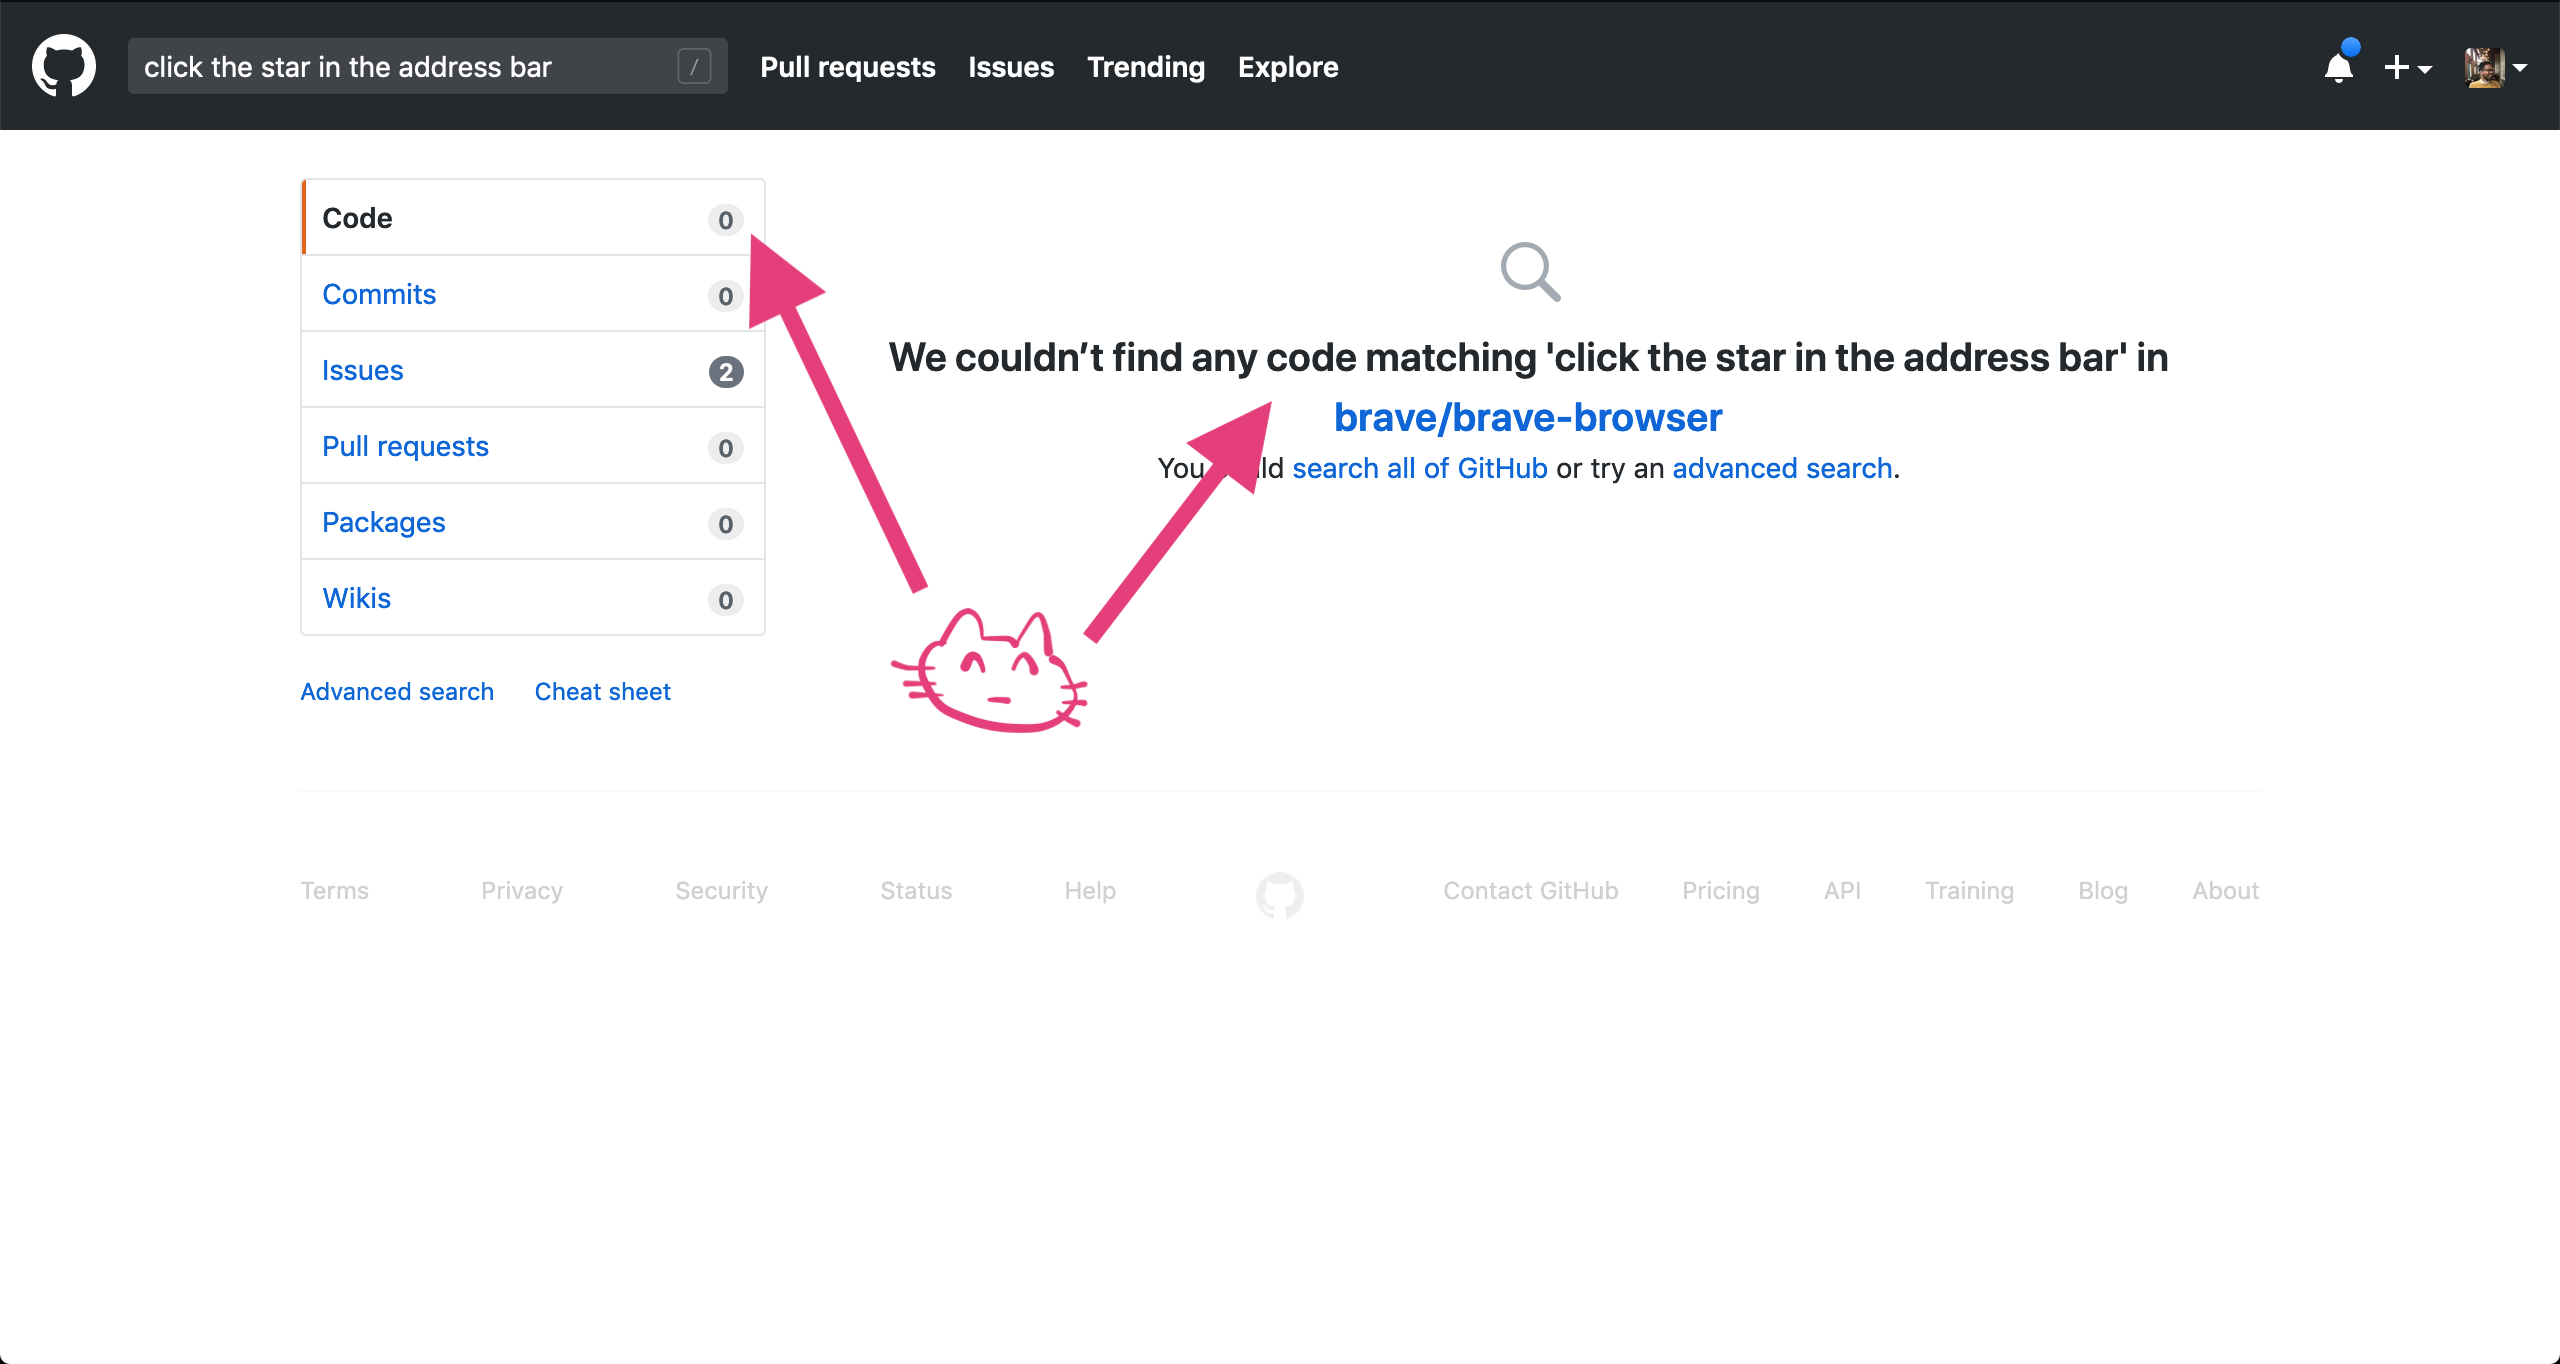 click the star in the address bar /
Pull requests Issues Trending Explore
Code 0
Commits 0
Issues 2
Pull requests 0
Packages 0
Wikis 0
Advanced search Cheat sheet
We couldn’t find any code matching 'click the star in the address bar' in
brave/brave-browser
You ld search all of GitHub or try an advanced search.
Terms Privacy Security Status Help Contact GitHub Pricing API Training Blog About